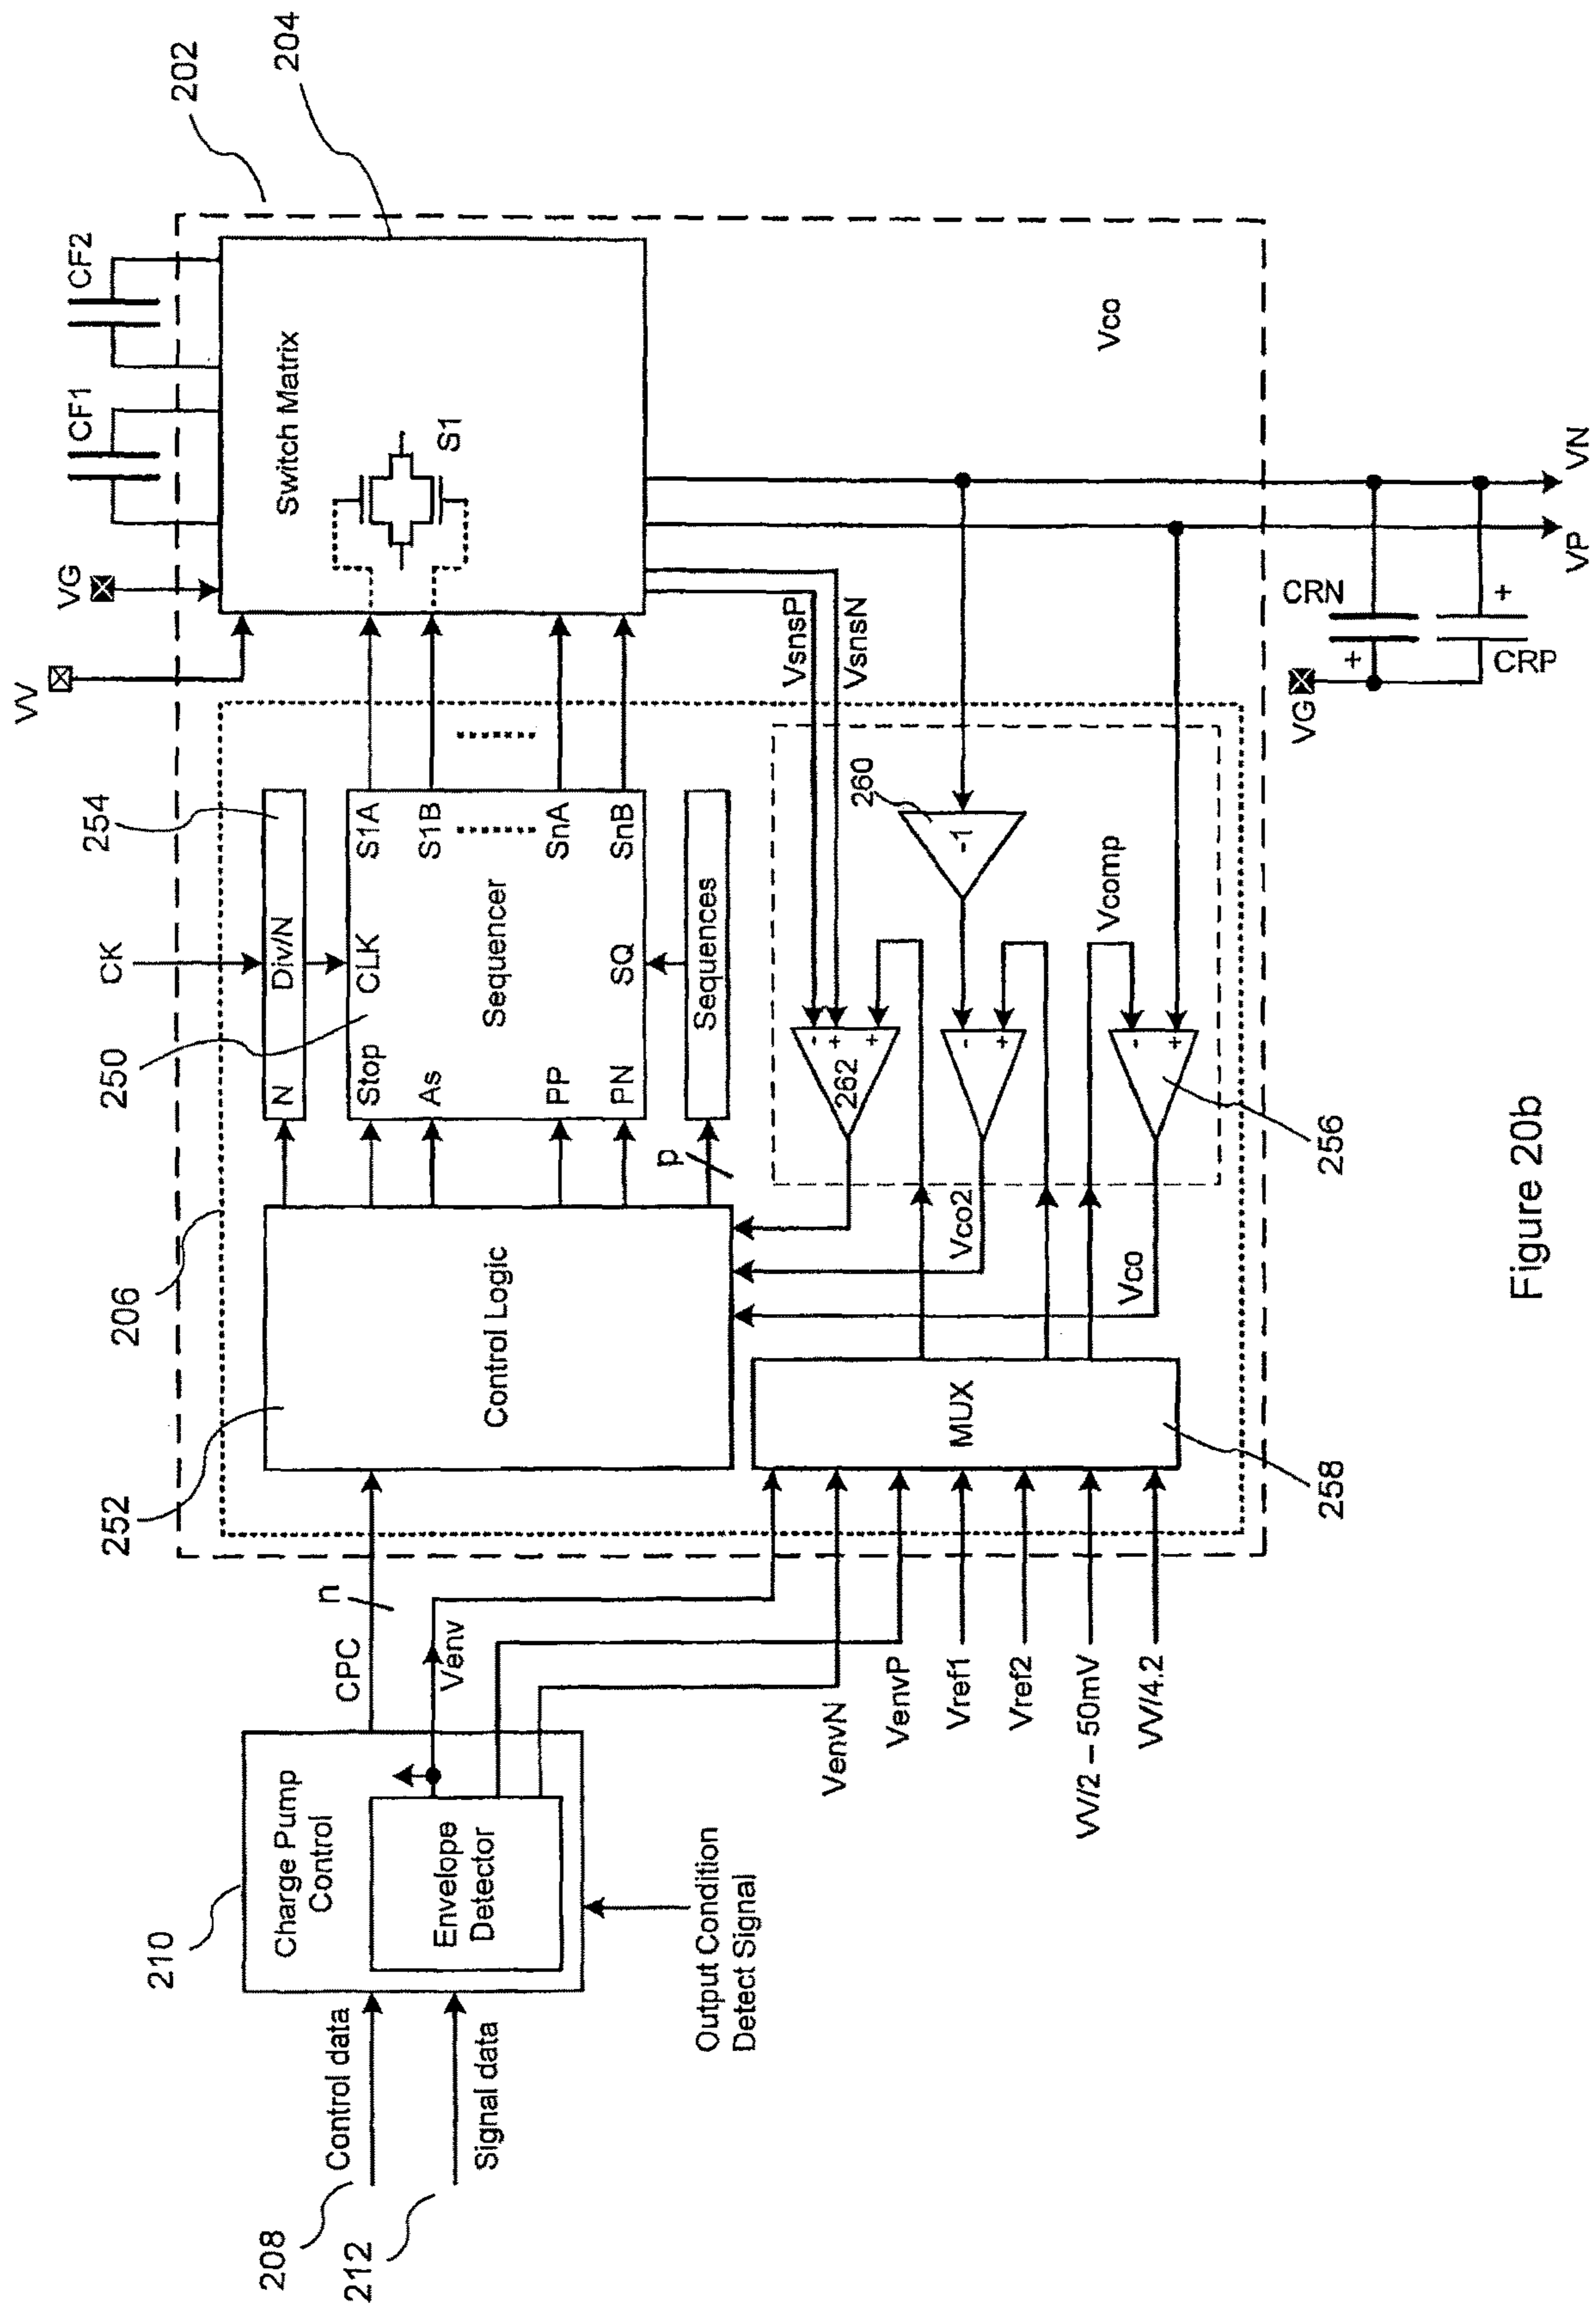 202
204
VV
VG
CF1
CF2
Switch Matrix
S1
206
252
250
CK
254
N
Div/N
Stop
CLK
S1A
As
S1B
Sequencer
PP
SnA
PN
SQ
SnB
p
Sequences
Control Logic
VsnsP
VsnsN
260
-1
262
-
+
+
-
+
-
+
Vcomp
256
Vco2
Vco
MUX
258
Vco
210
Charge Pump
Control
Envelope
Detector
CPC
n
Venv
208
Control data
212
Signal data
Output Condition
Detect Signal
VenvN
VenvP
Vref1
Vref2
VV/2 – 50mV
VV/4.2
VG
CRN
+
CRP
+
VP
VN
Figure 20b